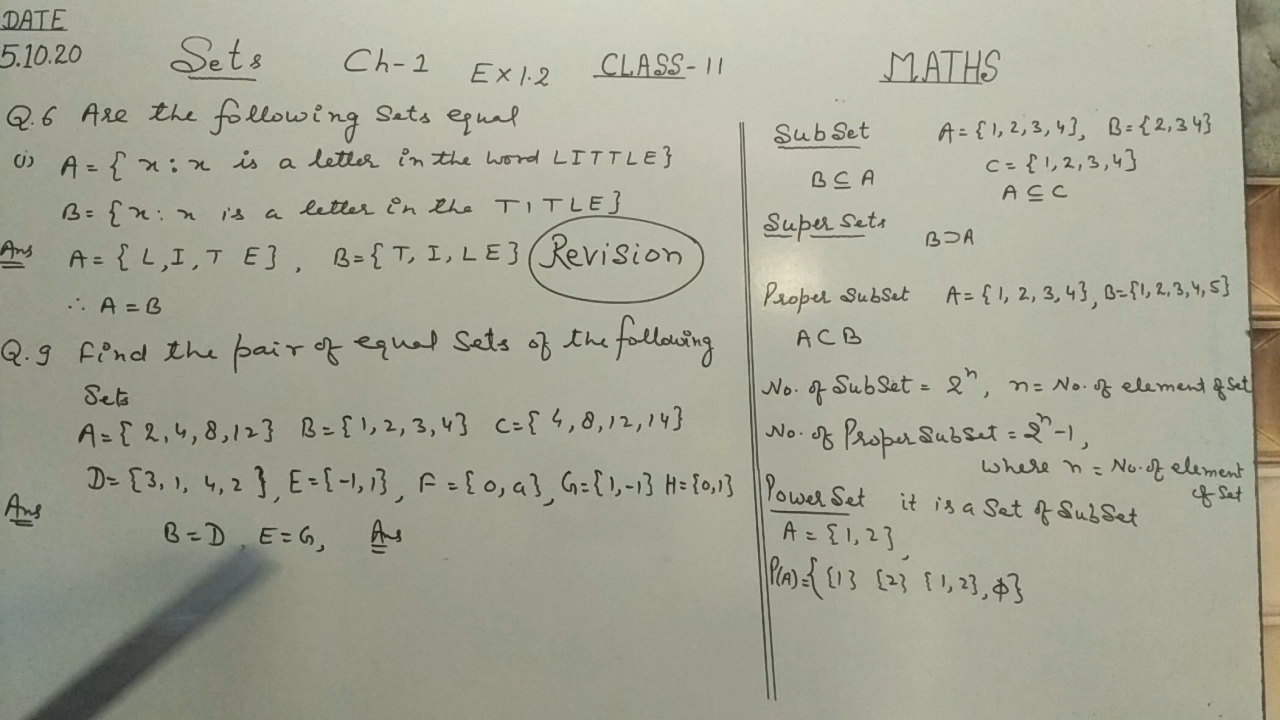 DATE
5.10.20
Sets Ch-1 Ex 1.2 CLASS-11 MATHS
Q.6 Are the following Sets equal
(i) A = { x : x is a letter in the word LITTLE}
B = {x : x is a letter in the TITLE}
Ans A = { L, I, T E} , B={ T, I, L E}
Revision
∴ A = B
Q.9 Find the pair of equal Sets of the following
Sets
A={ 2,4,8,12} B={1,2,3,4} C={ 4,8,12,14}
D= {3,1, 4,2 }, E={-1,1}, F = {0,a}, G={1,-1} H={0,1}
Ans
B = D , E = G, Ans
SubSet A={1,2,3,4}, B={2,34}
C = {1,2,3,4}
B ⊆ A
A ⊆ C
Super Sets
B⊃A
Proper SubSet A={1, 2, 3, 4}, B={1,2,3,4,5}
A ⊂ B
No. of SubSet = 2ⁿ, n= No. of element of Set
No. of Proper SubSet = 2ⁿ-1,
where n = No. of element
of Set
Power Set it is a Set of SubSet
A = {1,2},
P(A)={ {1} {2} {1,2}, ϕ}